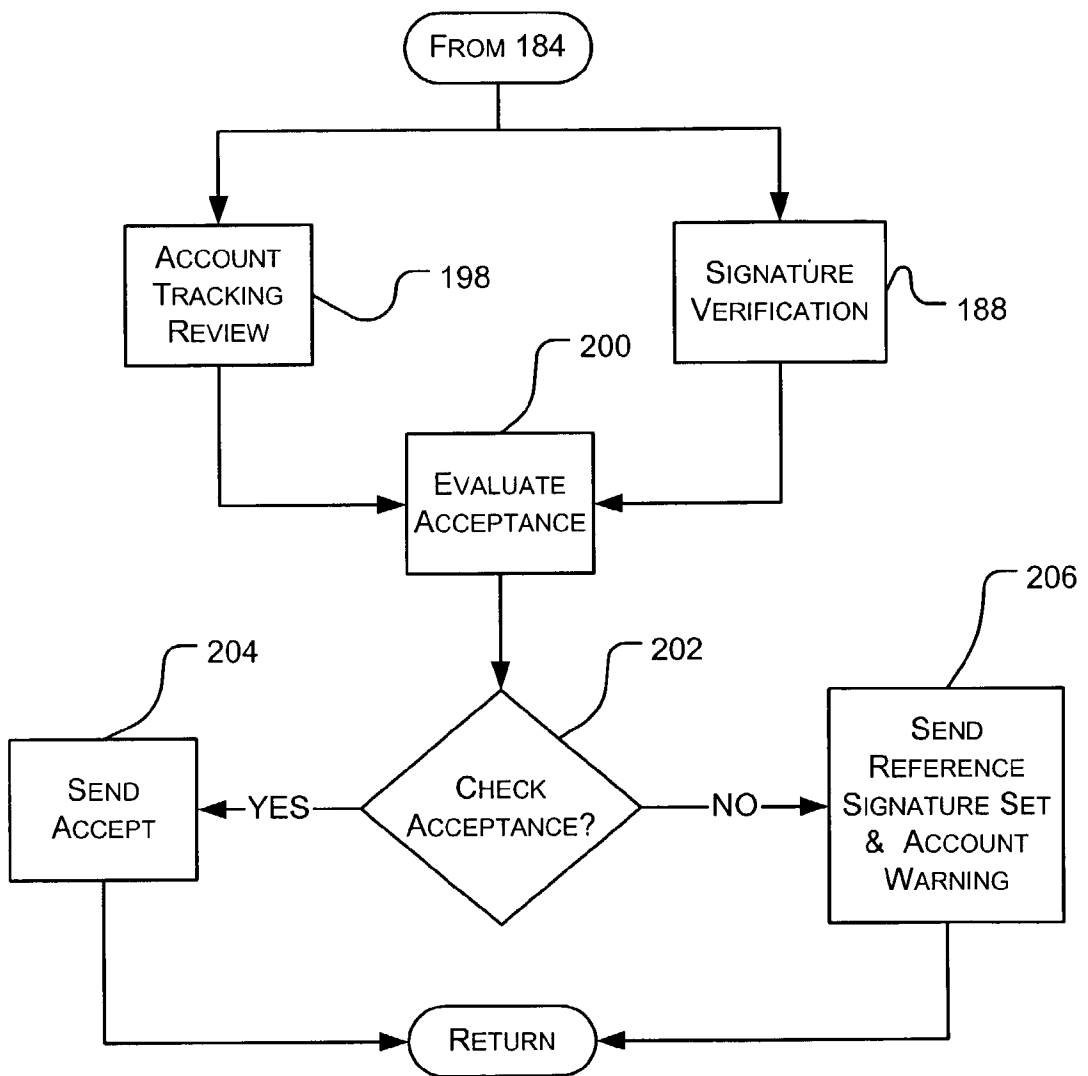 FROM 184
ACCOUNT
TRACKING
REVIEW
198
SIGNATURE
VERIFICATION
188
200
EVALUATE
ACCEPTANCE
204
202
206
SEND
ACCEPT
YES
CHECK
ACCEPTANCE?
NO
SEND
REFERENCE
SIGNATURE SET
& ACCOUNT
WARNING
RETURN